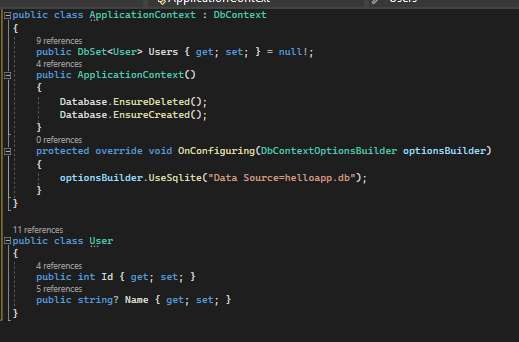 public class ApplicationContext : DbContext
{
9 references
public DbSet<User> Users { get; set; } = null!;
4 references
public ApplicationContext()
{
Database.EnsureDeleted();
Database.EnsureCreated();
}
0 references
protected override void OnConfiguring(DbContextOptionsBuilder optionsBuilder)
{
optionsBuilder.UseSqlite("Data Source=helloapp.db");
}
}
11 references
public class User
{
4 references
public int Id { get; set; }
5 references
public string? Name { get; set; }
}